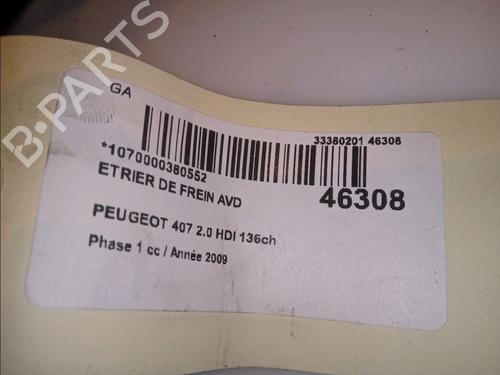 GA
33380201 46308
*1070000380552
46308
ETRIER DE FREIN AVD
PEUGEOT 407 2.0 HDI 136ch
Phase 1 cc / Année 2009
B-PARTS